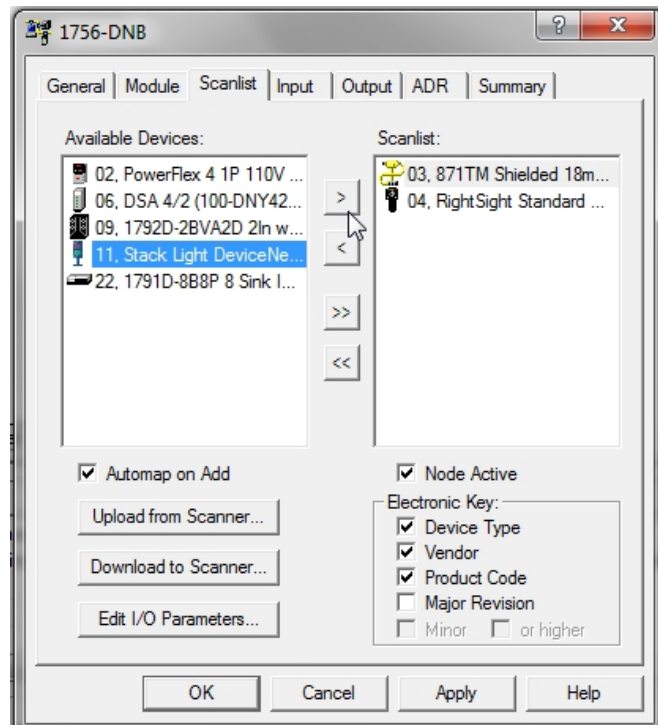 1756-DNB
General Module Scanlist Input Output ADR Summary
Available Devices:
02, PowerFlex 4 1P 110V ...
06, DSA 4/2 (100-DNY42...
09, 1792D-2BVA2D 2In w...
11, Stack Light DeviceNe...
22, 1791D-8B8P 8 Sink I...
>
<
>>
<<
Scanlist:
03, 871TM Shielded 18m...
04, RightSight Standard ...
Automap on Add
Upload from Scanner...
Download to Scanner...
Edit I/O Parameters...
Node Active
Electronic Key:
Device Type
Vendor
Product Code
Major Revision
Minor or higher
OK Cancel Apply Help